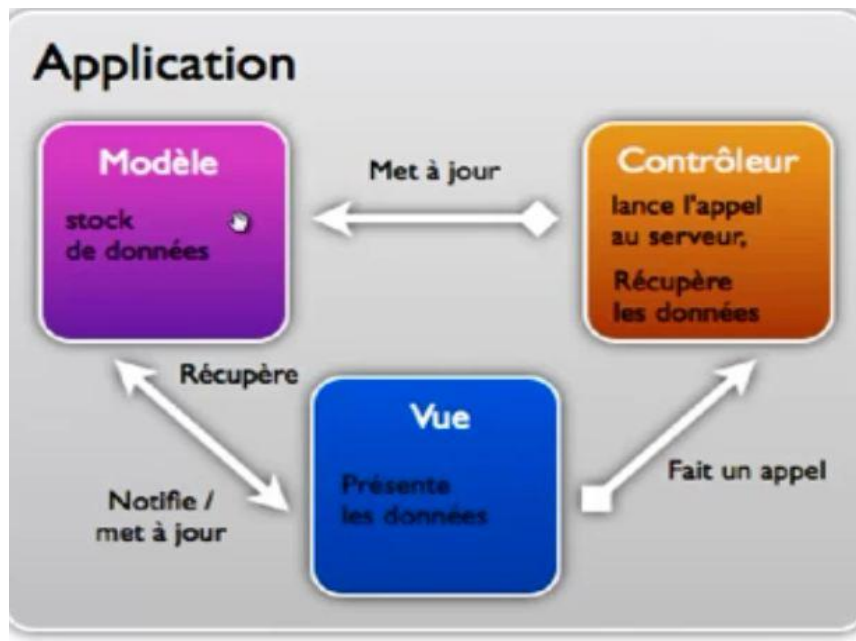 Application
Modèle
stock
de données
Met à jour
Contrôleur
lance l'appel
au serveur,
Récupère
les données
Récupère
Notifie /
met à jour
Vue
Présente
les données
Fait un appel